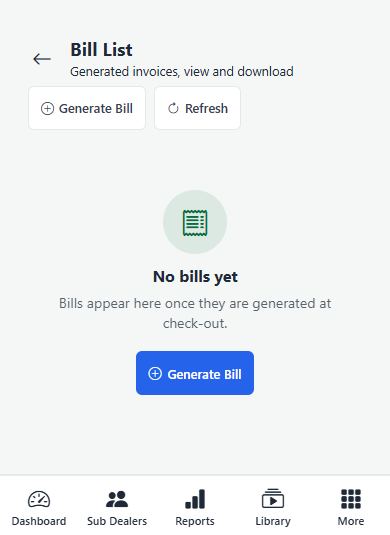 Bill List
Generated invoices, view and download
Generate Bill
Refresh
No bills yet
Bills appear here once they are generated at
check-out.
Generate Bill
Dashboard
Sub Dealers
Reports
Library
More